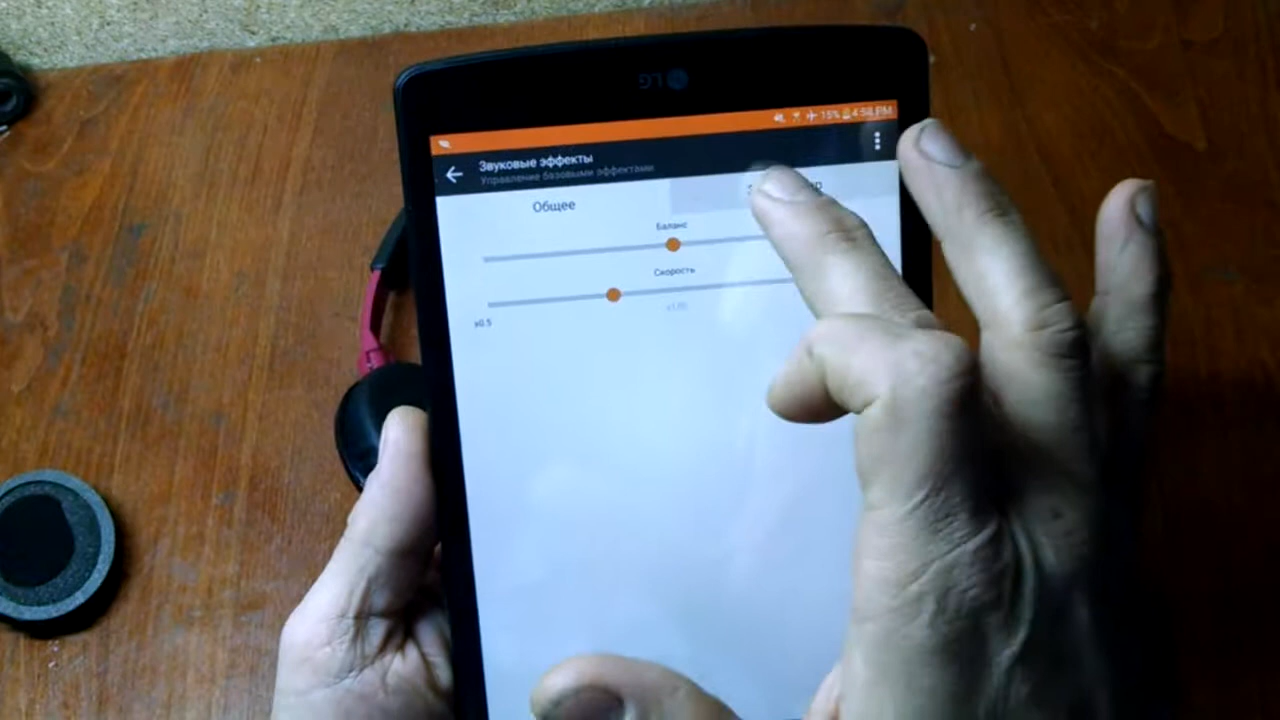 LG
15% 4:58 PM
Звуковые эффекты
Управление базовыми эффектами
Общее
Баланс
Скорость
x0.5